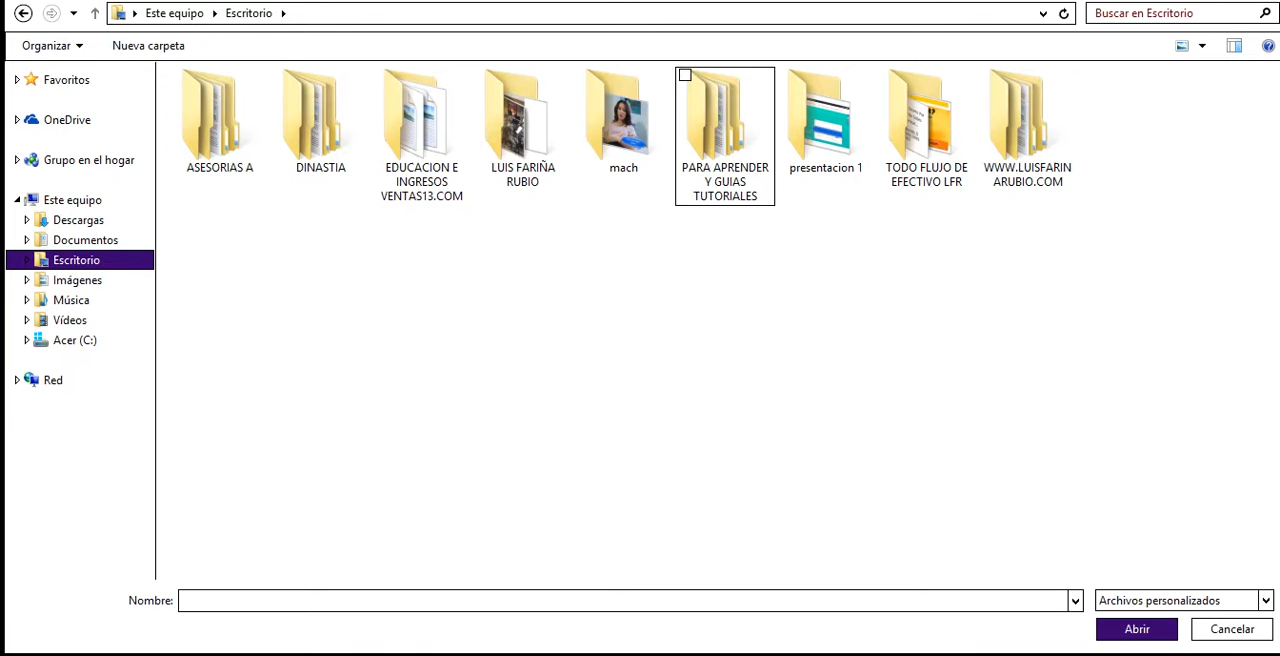 Este equipo Escritorio
Buscar en Escritorio
Organizar Nueva carpeta
Favoritos
OneDrive
Grupo en el hogar
Este equipo
Descargas
Documentos
Escritorio
Imágenes
Música
Vídeos
Acer (C:)
Red
ASESORIAS A
DINASTIA
EDUCACION E
INGRESOS
VENTAS13.COM
LUIS FARIÑA
RUBIO
mach
PARA APRENDER
Y GUIAS
TUTORIALES
presentacion 1
TODO FLUJO DE
EFECTIVO LFR
WWW.LUISFARIN
ARUBIO.COM
Nombre:
Archivos personalizados
Abrir
Cancelar